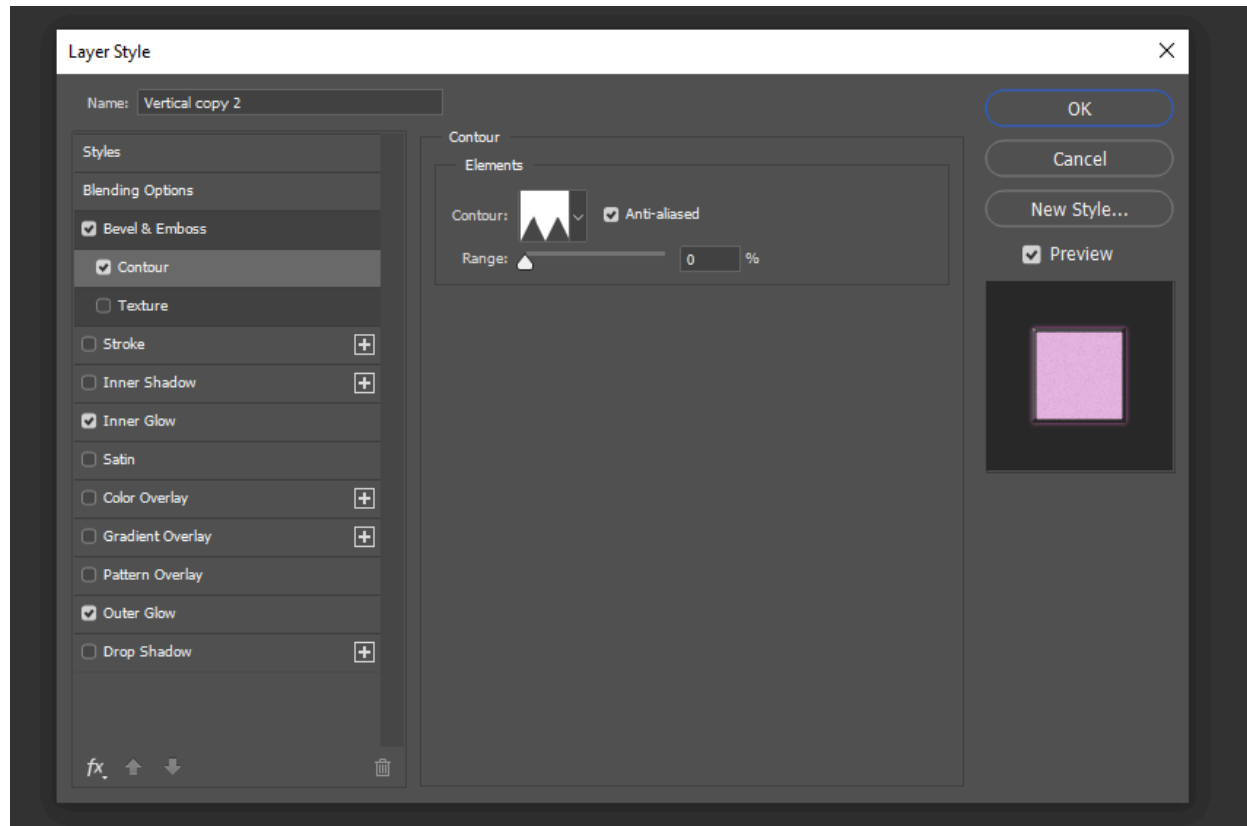 Layer Style
Name: Vertical copy 2
Styles
Blending Options
Bevel & Emboss
Contour
Texture
Stroke
Inner Shadow
Inner Glow
Satin
Color Overlay
Gradient Overlay
Pattern Overlay
Outer Glow
Drop Shadow
fx
Contour
Elements
Contour: Anti-aliased
Range: 0 %
OK
Cancel
New Style...
Preview